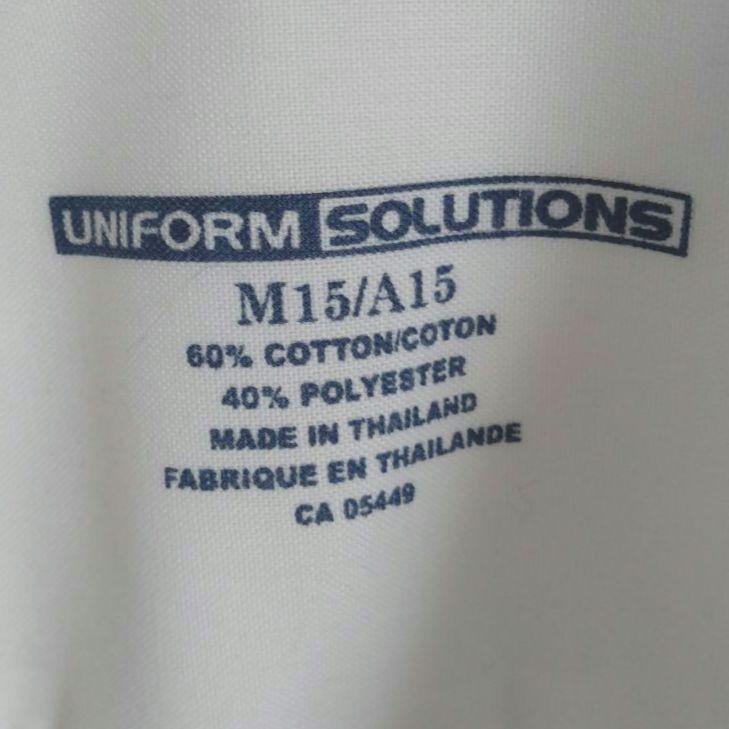 UNIFORM SOLUTIONS
M15/A15
60% COTTON/COTON
40% POLYESTER
MADE IN THAILAND
FABRIQUE EN THAILANDE
CA 05449